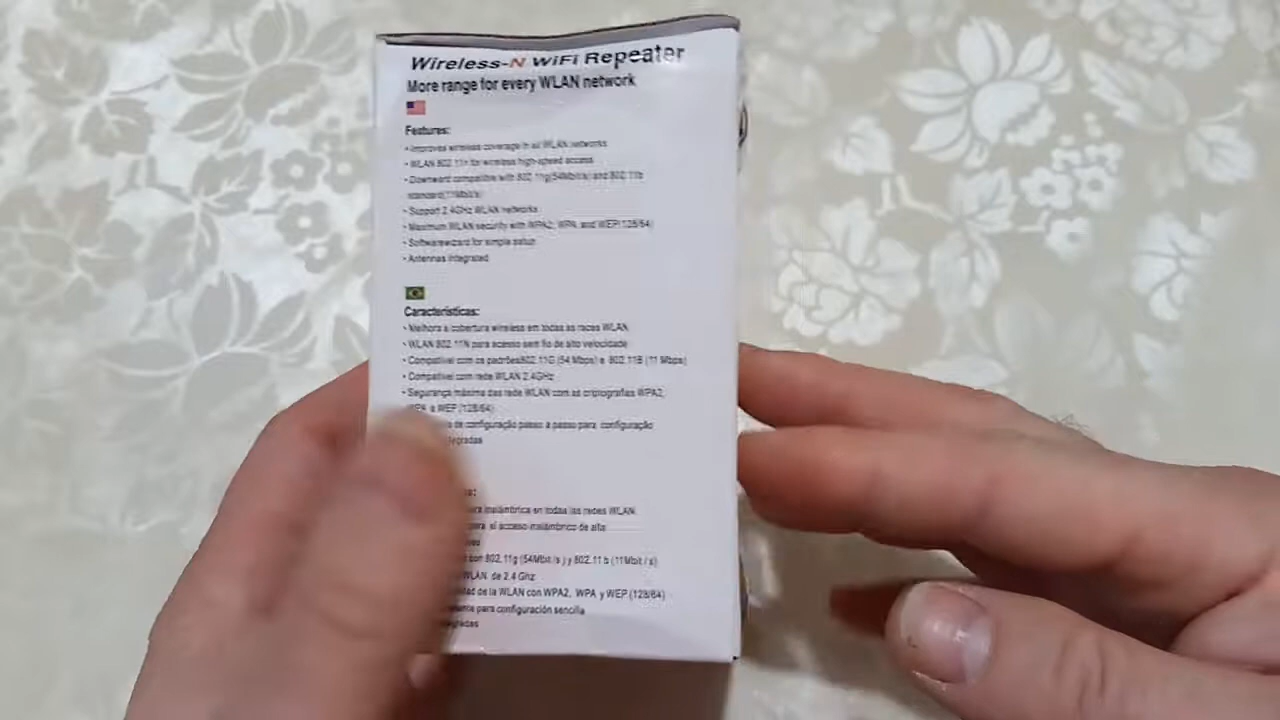 Wireless-N WiFi Repeater
More range for every WLAN network
Features:
• Improves wireless coverage in all WLAN networks
• WLAN 802.11n for wireless high-speed access
• Downward compatible with 802.11g(54Mbit/s) and 802.11b
standard(11Mbit/s)
• Support 2.4GHz WLAN networks
• Maximum WLAN security with WPA2, WPA and WEP(128/64)
• Softwarewizard for simple setup
• Antennas integrated
Características:
• Melhora a cobertura wireless em todas as WLAN
• WLAN 802.11N para acesso sem fio de alta velocidade
• Compatível com os padrões802.11G (54 Mbps) e 802.11B (11 Mbps)
• Compatível com rede WLAN 2.4GHz
• Segurança máxima das rede WLAN com as criptografias WPA2,
WPA e WEP (128/64)
de configuração passo a passo para configuração
inalámbrica en todas las redes WLAN
el acceso inalámbrico de alta
con 802.11g (54Mbit / s) y 802.11 b (11Mbit / s)
WLAN de 2.4 Ghz
de la WLAN con WPA2, WPA y WEP (128/64)
para configuración sencilla